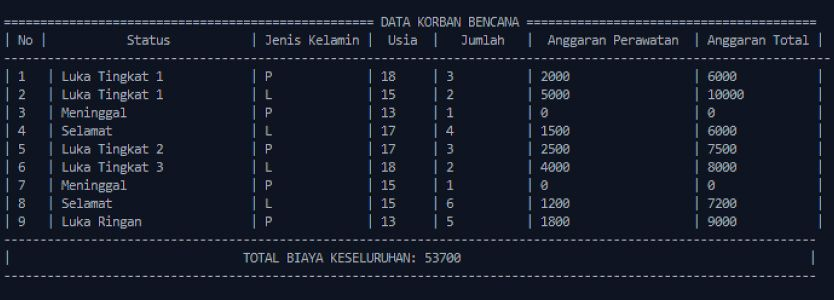 =================================================== DATA KORBAN BENCANA ========================================
| No | Status | Jenis Kelamin | Usia | Jumlah | Anggaran Perawatan | Anggaran Total |
----------------------------------------------------------------------------------------------------------------
| 1 | Luka Tingkat 1 | P | 18 | 3 | 2000 | 6000 |
| 2 | Luka Tingkat 1 | L | 15 | 2 | 5000 | 10000 |
| 3 | Meninggal | P | 13 | 1 | 0 | 0 |
| 4 | Selamat | L | 17 | 4 | 1500 | 6000 |
| 5 | Luka Tingkat 2 | P | 17 | 3 | 2500 | 7500 |
| 6 | Luka Tingkat 3 | L | 18 | 2 | 4000 | 8000 |
| 7 | Meninggal | P | 15 | 1 | 0 | 0 |
| 8 | Selamat | L | 15 | 6 | 1200 | 7200 |
| 9 | Luka Ringan | P | 13 | 5 | 1800 | 9000 |
----------------------------------------------------------------------------------------------------------------
| TOTAL BIAYA KESELURUHAN: 53700 |
----------------------------------------------------------------------------------------------------------------